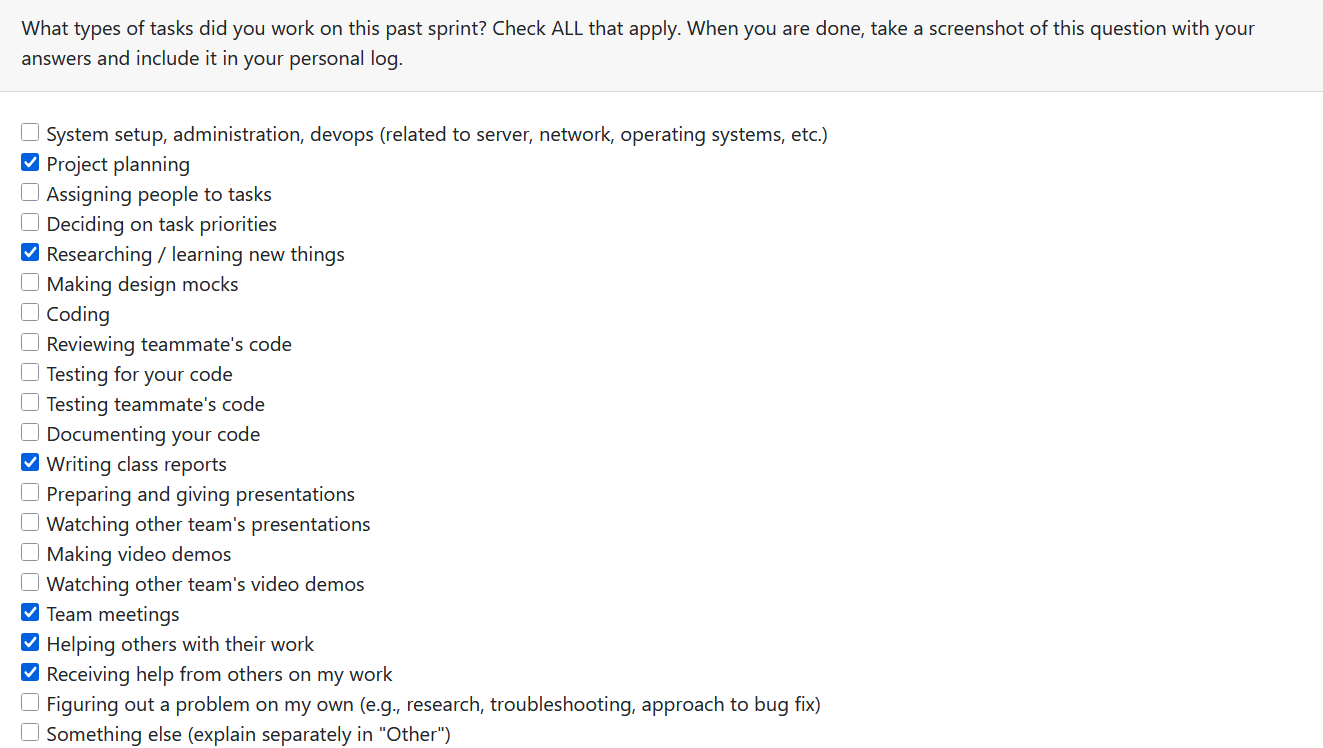 What types of tasks did you work on this past sprint? Check ALL that apply. When you are done, take a screenshot of this question with your
answers and include it in your personal log.
System setup, administration, devops (related to server, network, operating systems, etc.)
Project planning
Assigning people to tasks
Deciding on task priorities
Researching / learning new things
Making design mocks
Coding
Reviewing teammate's code
Testing for your code
Testing teammate's code
Documenting your code
Writing class reports
Preparing and giving presentations
Watching other team's presentations
Making video demos
Watching other team's video demos
Team meetings
Helping others with their work
Receiving help from others on my work
Figuring out a problem on my own (e.g., research, troubleshooting, approach to bug fix)
Something else (explain separately in "Other")